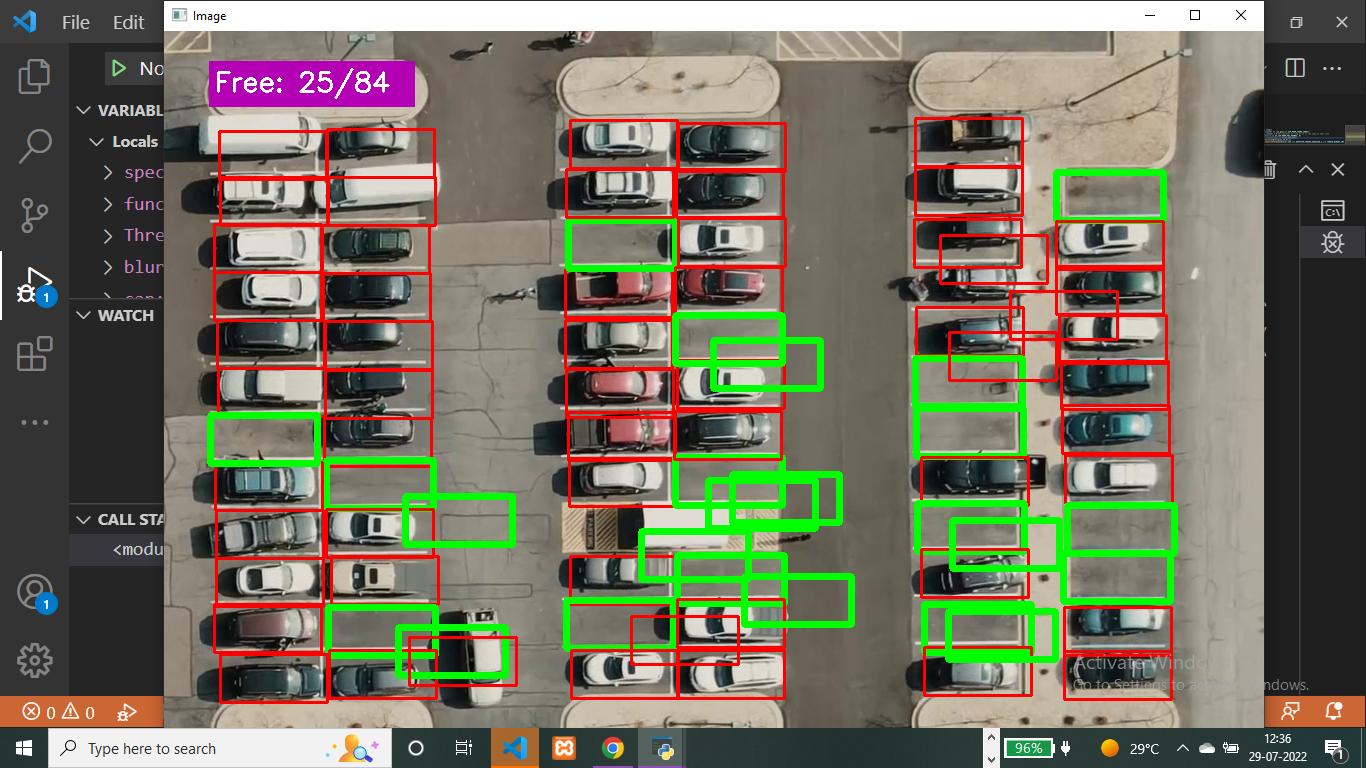 Image
File Edit
Free: 25/84
No
VARIABL
Locals
spec
func
Thre
blur
WATCH
CALL STA
<modu
1
1
Activate Windo
Go to Settings to a ndows.
0 0
Type here to search
96%
29°C
12:36
29-07-2022
1